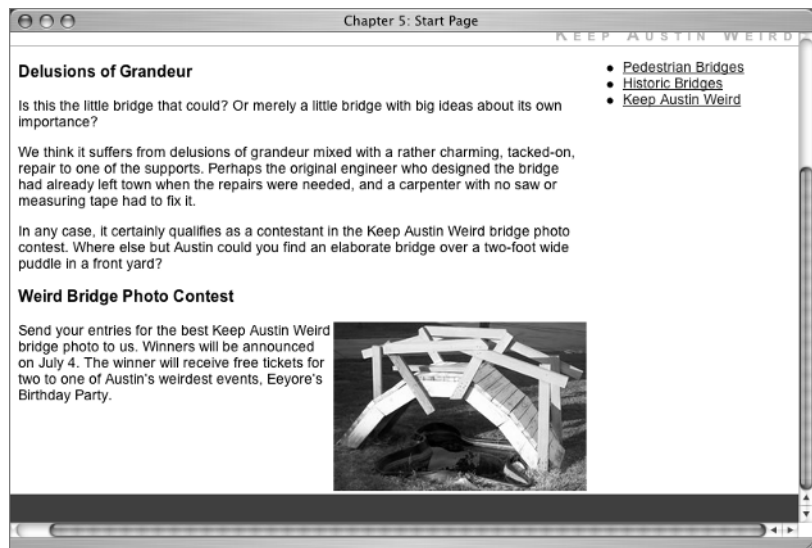 Chapter 5: Start Page
KEEP AUSTIN WEIRD
Delusions of Grandeur
Is this the little bridge that could? Or merely a little bridge with big ideas about its own
importance?
We think it suffers from delusions of grandeur mixed with a rather charming, tacked-on,
repair to one of the supports. Perhaps the original engineer who designed the bridge
had already left town when the repairs were needed, and a carpenter with no saw or
measuring tape had to fix it.
In any case, it certainly qualifies as a contestant in the Keep Austin Weird bridge photo
contest. Where else but Austin could you find an elaborate bridge over a two-foot wide
puddle in a front yard?
Weird Bridge Photo Contest
Send your entries for the best Keep Austin Weird
bridge photo to us. Winners will be announced
on July 4. The winner will receive free tickets for
two to one of Austin's weirdest events, Eeyore's
Birthday Party.
Pedestrian Bridges
Historic Bridges
Keep Austin Weird